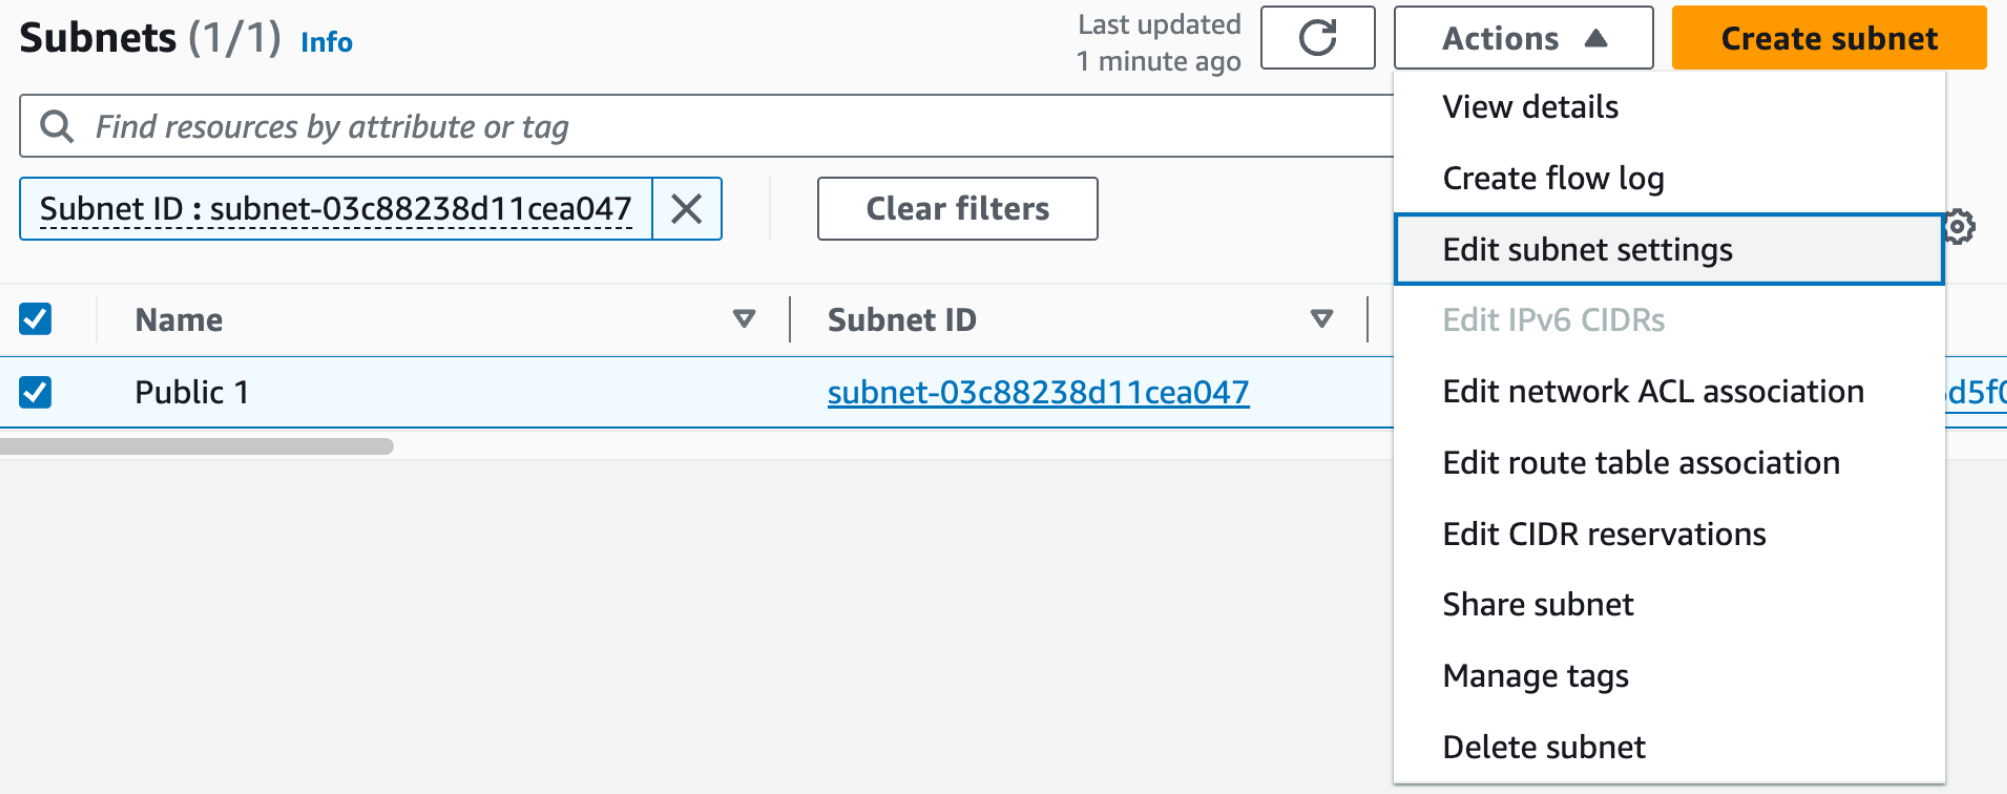 Subnets (1/1) Info
Last updated
1 minute ago
Actions
Create subnet
Find resources by attribute or tag
Subnet ID : subnet-03c88238d11cea047
Clear filters
Name
Subnet ID
Public 1
subnet-03c88238d11cea047
View details
Create flow log
Edit subnet settings
Edit IPv6 CIDRs
Edit network ACL association
Edit route table association
Edit CIDR reservations
Share subnet
Manage tags
Delete subnet